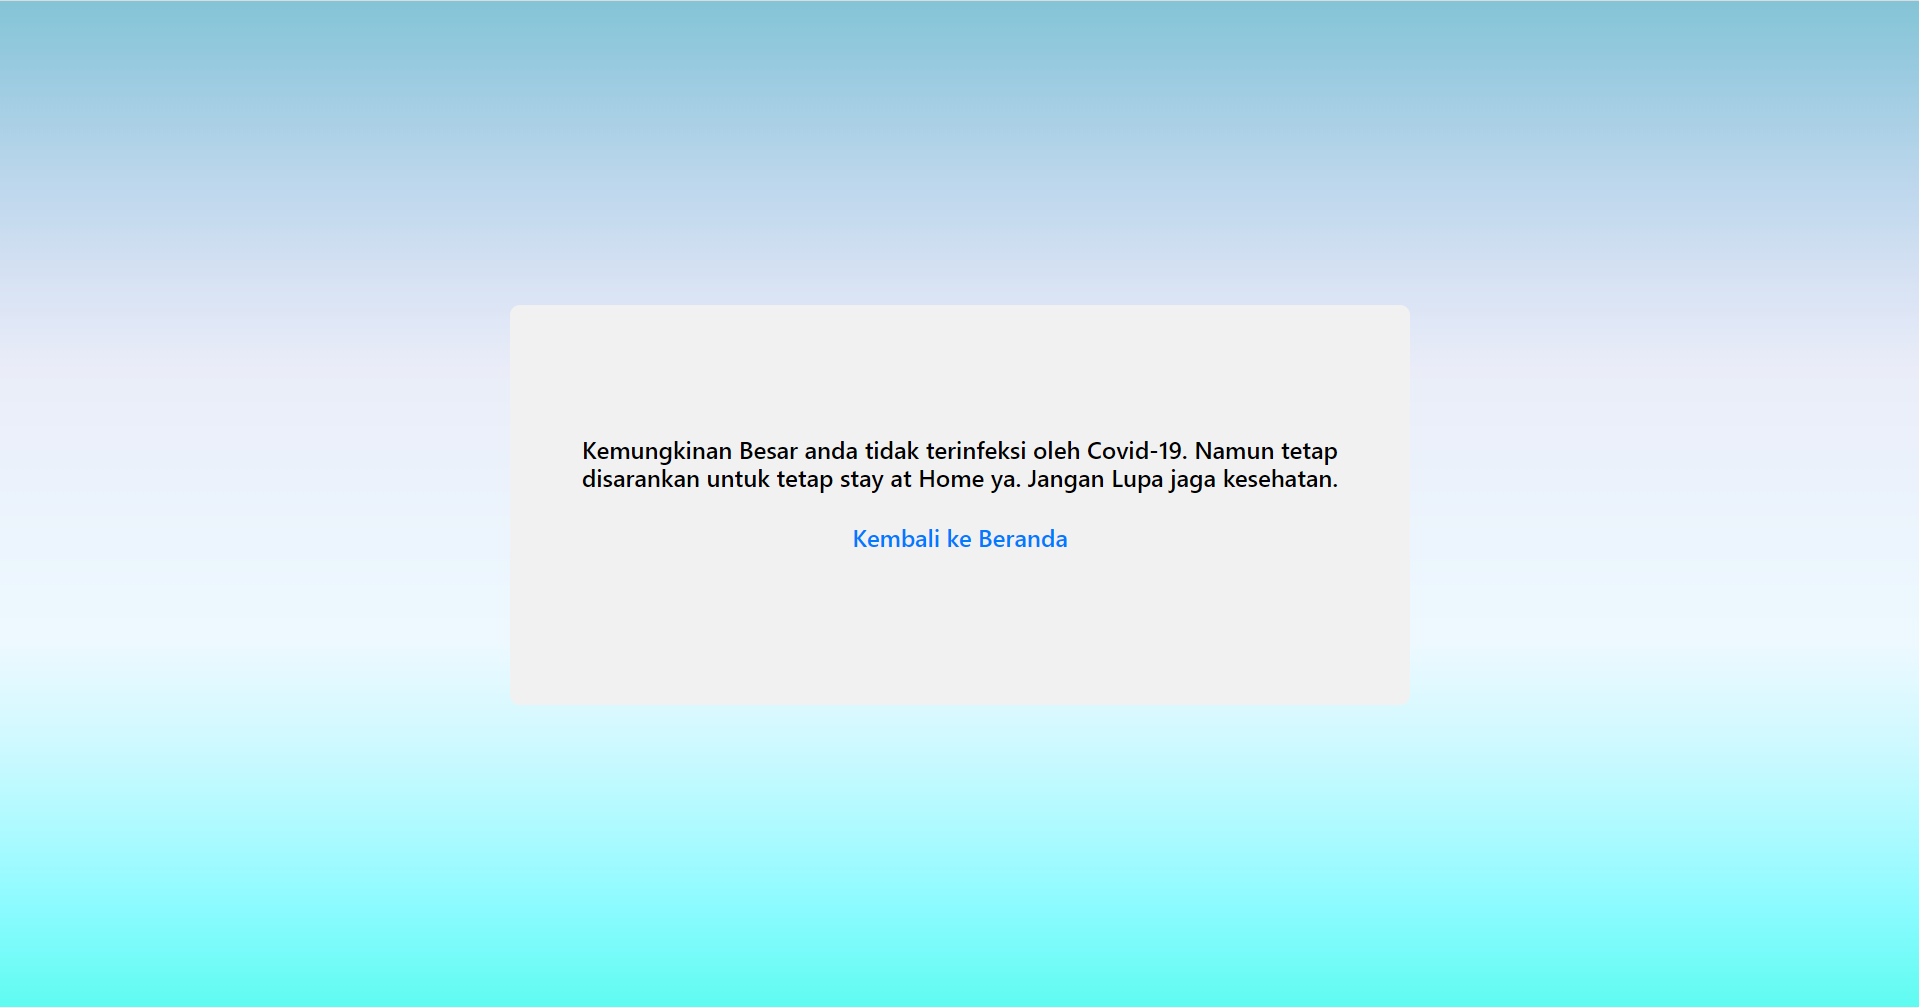 Kemungkinan Besar anda tidak terinfeksi oleh Covid-19. Namun tetap
disarankan untuk tetap stay at Home ya. Jangan Lupa jaga kesehatan.
Kembali ke Beranda